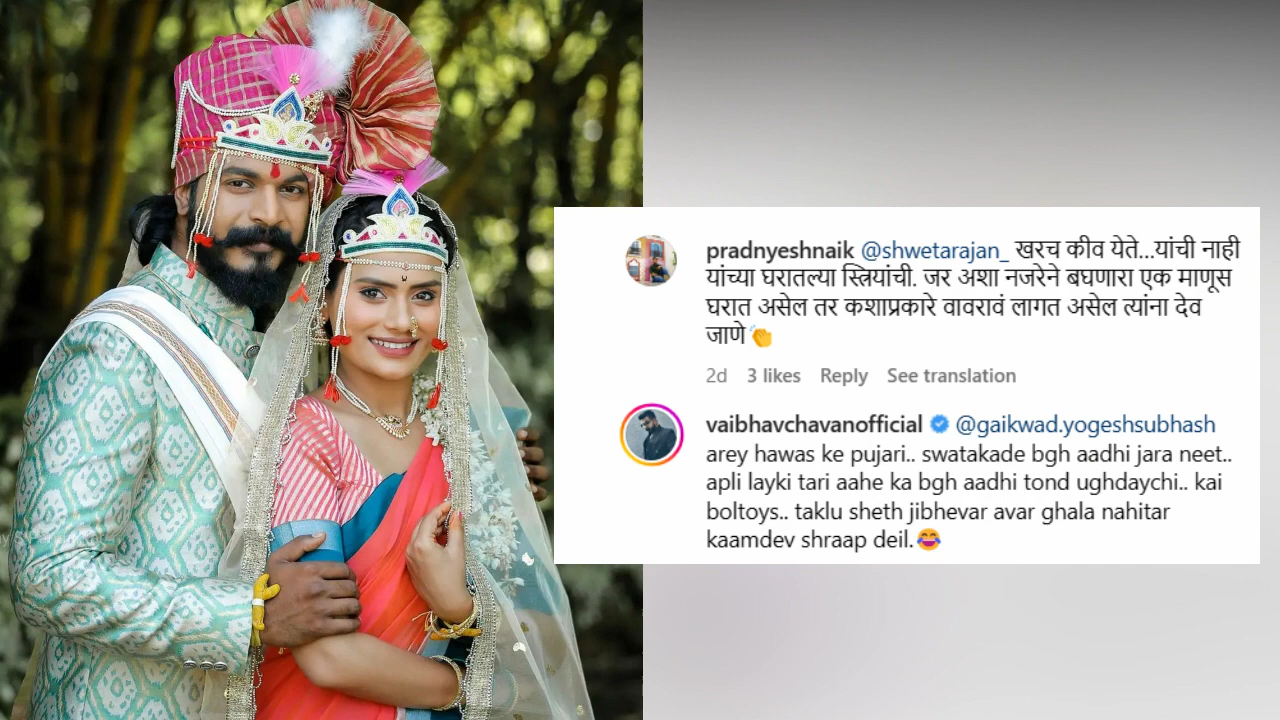 pradnyeshnaik @shwetarajan_ खरच कीव येते...यांची नाही
यांच्या घरातल्या स्त्रियांची. जर अशा नजरेने बघणारा एक माणूस
घरात असेल तर कशाप्रकारे वावरावं लागत असेल त्यांना देव
जाणे👏
2d 3 likes Reply See translation
vaibhavchavanofficial @gaikwad.yogeshsubhash
arey hawas ke pujari.. swatakade bgh aadhi jara neet..
apli layki tari aahe ka bgh aadhi tond ughdaychi.. kai
boltoys.. taklu sheth jibhevar avar ghala nahitar
kaamdev shraap deil.😂